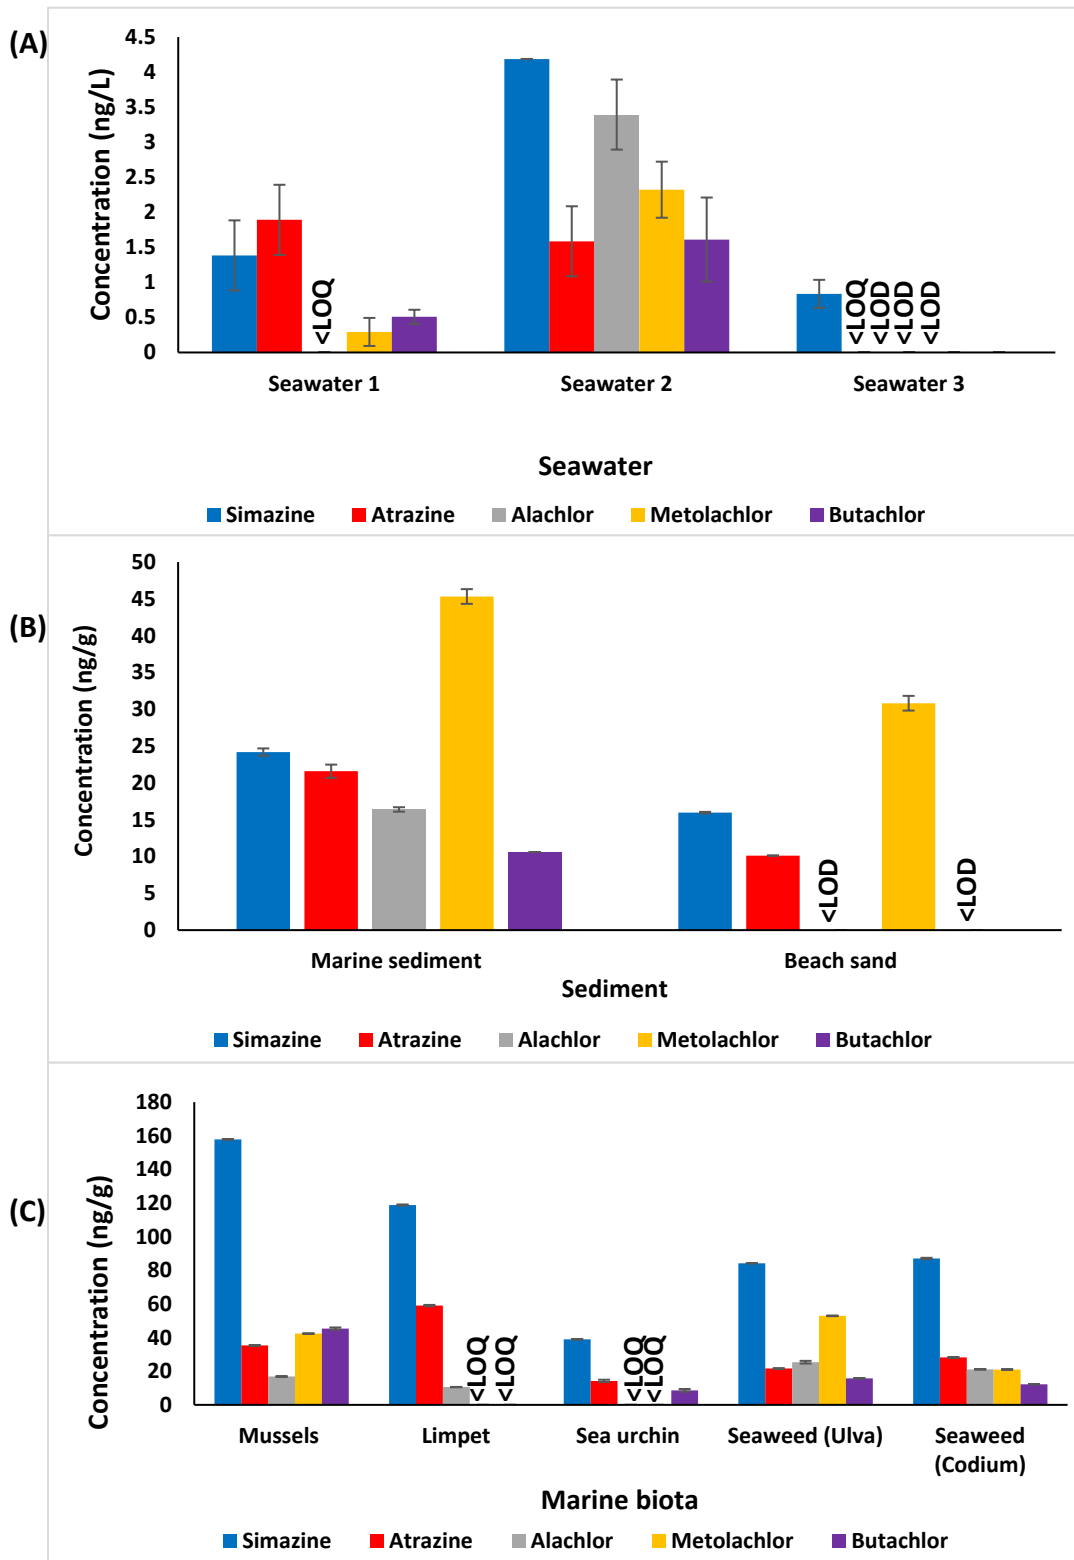 (A)
Concentration (ng/L)
4.5
4
3.5
3
2.5
2
1.5
1
0.5
0
<LOQ
<LOQ
<LOD
<LOD
<LOD
Seawater 1 Seawater 2 Seawater 3
Seawater
Simazine Atrazine Alachlor Metolachlor Butachlor
(B)
Concentration (ng/g)
50
45
40
35
30
25
20
15
10
5
0
<LOD
<LOD
Marine sediment Beach sand
Sediment
Simazine Atrazine Alachlor Metolachlor Butachlor
(C)
Concentration (ng/g)
180
160
140
120
100
80
60
40
20
0
<LOQ
<LOQ
<LOQ
<LOQ
Mussels Limpet Sea urchin Seaweed (Ulva) Seaweed
(Codium)
Marine biota
Simazine Atrazine Alachlor Metolachlor Butachlor